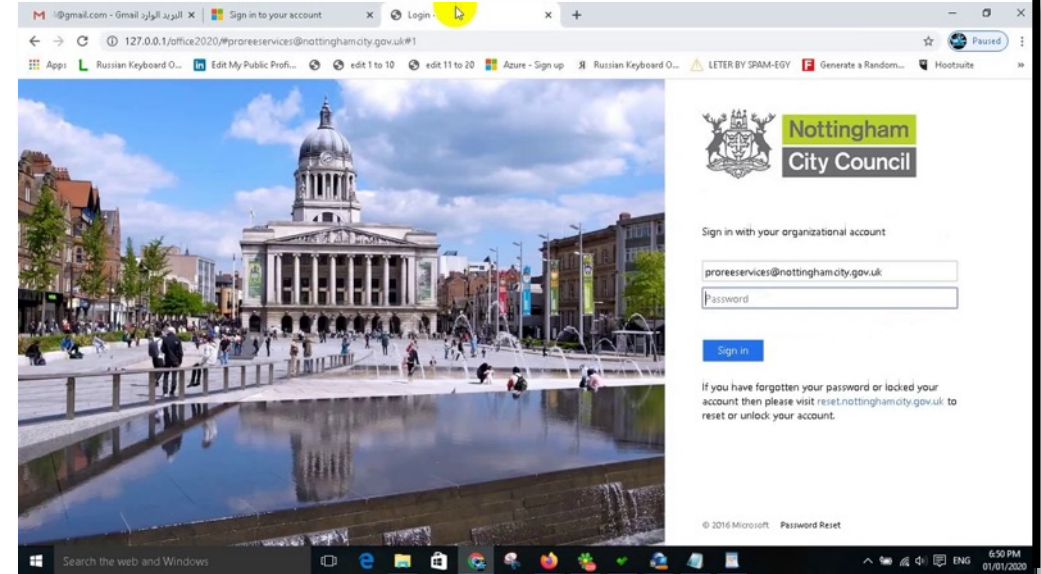 @gmail.com - Gmail البريد الوارد
Sign in to your account
Login -
127.0.0.1/office2020/#proreeservices@nottinghamcity.gov.uk#1
Paused
Apps
Russian Keyboard O...
Edit My Public Profi...
edit 1 to 10
edit 11 to 20
Azure - Sign up
Russian Keyboard O...
LETER BY SPAM-EGY
Generate a Random...
Hootsuite
»
Nottingham
City Council
Sign in with your organizational account
proreeservices@nottinghamcity.gov.uk
Password
Sign in
If you have forgotten your password or locked your
account then please visit reset.nottinghamcity.gov.uk to
reset or unlock your account.
© 2016 Microsoft Password Reset
Search the web and Windows
ENG
6:50 PM
01/01/2020